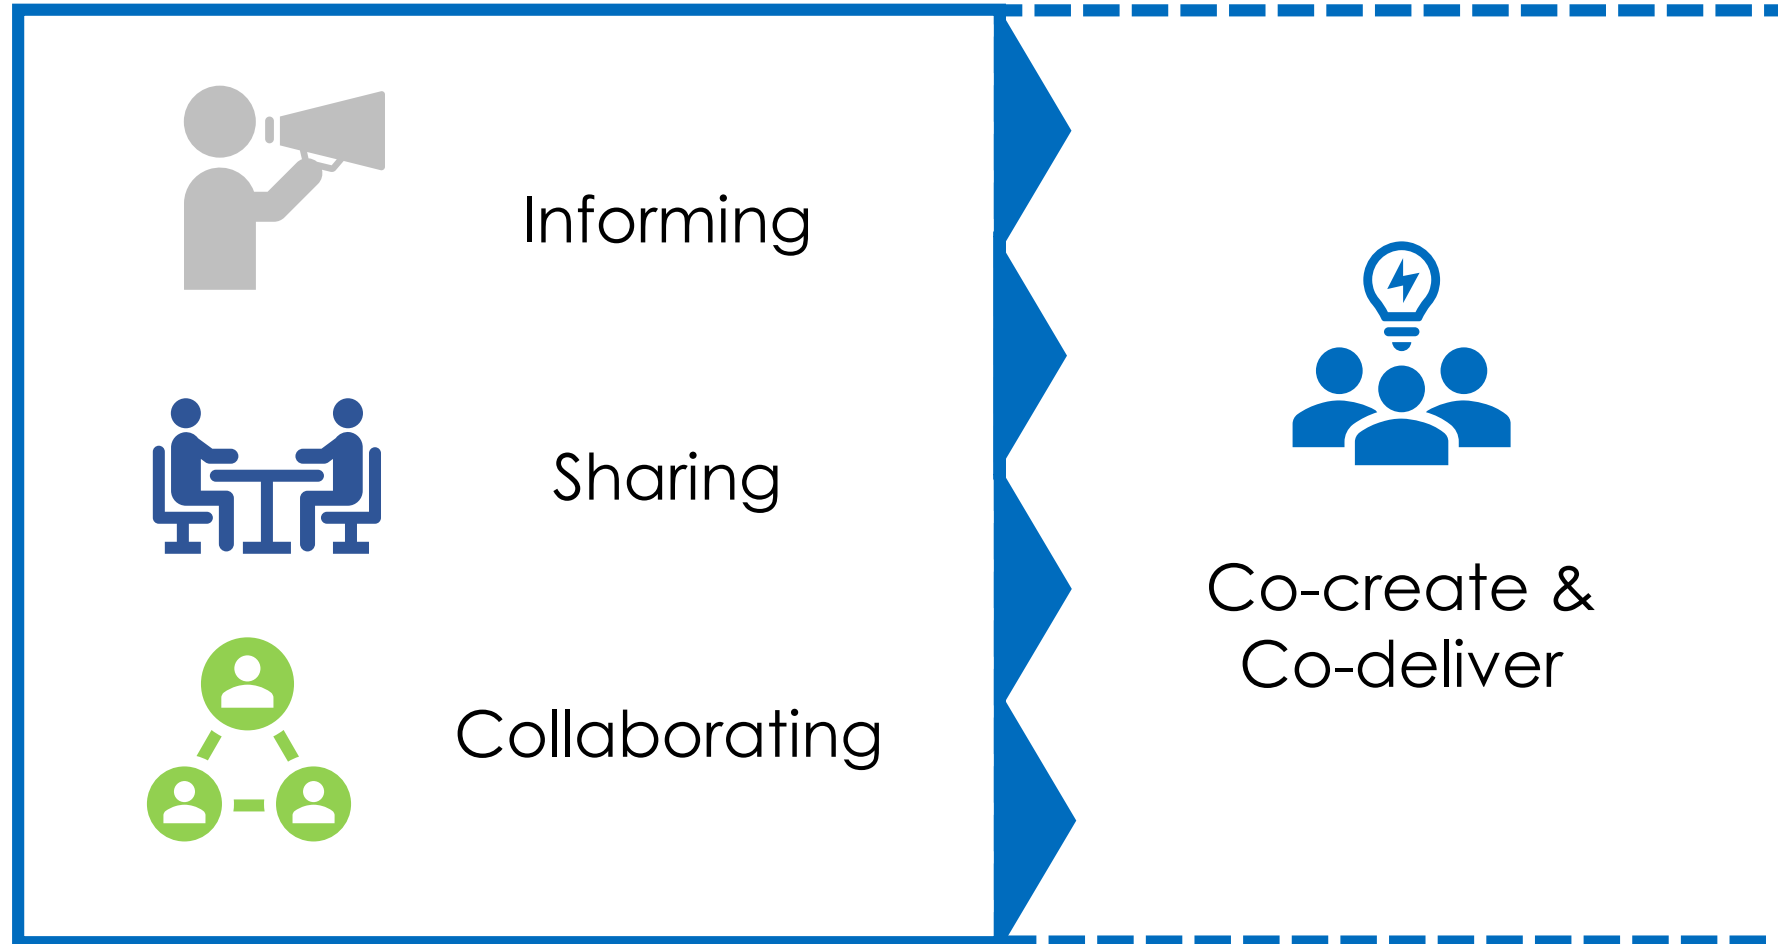 Informing
Sharing
Collaborating
Co-create &
Co-deliver